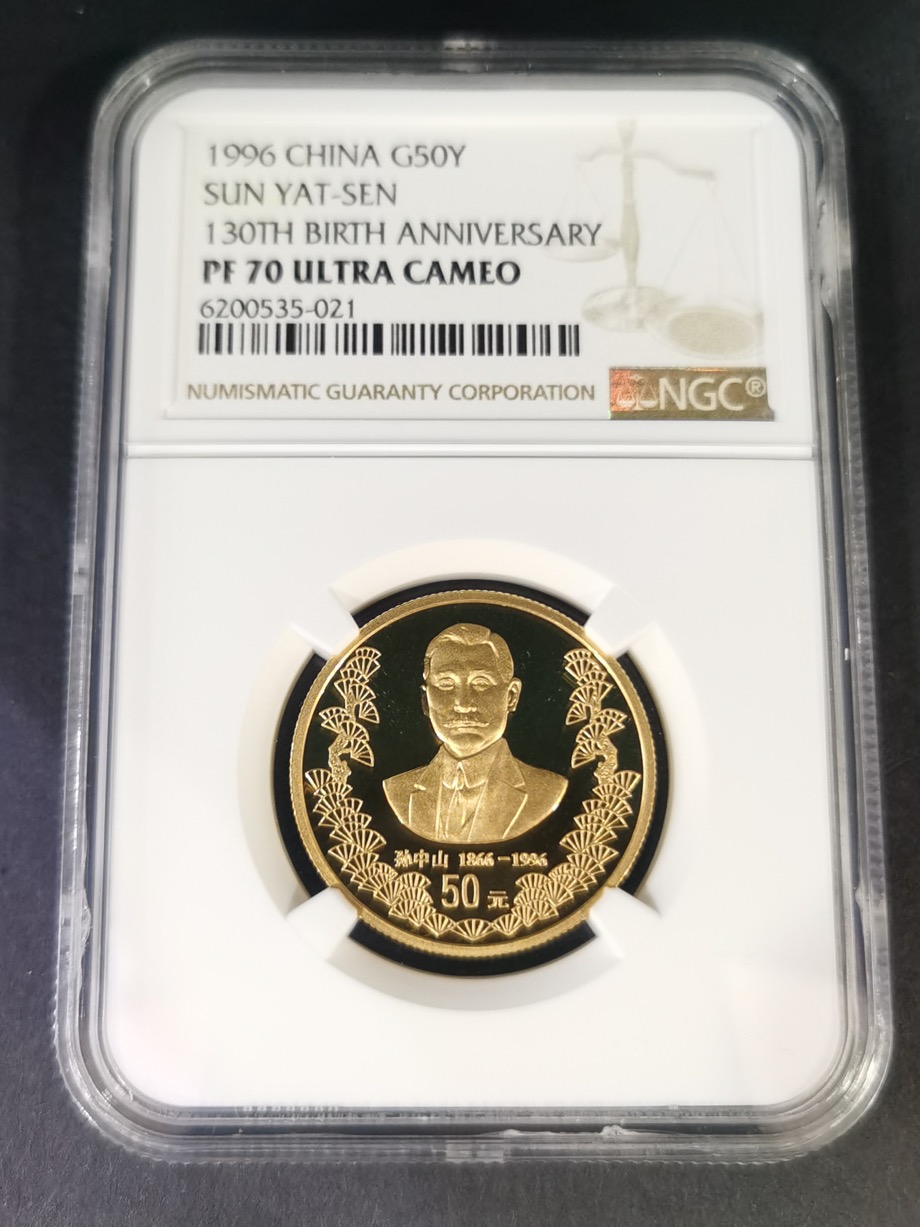 1996 CHINA G50Y
SUN YAT-SEN
130TH BIRTH ANNIVERSARY
PF 70 ULTRA CAMEO
6200535-021
NUMISMATIC GUARANTY CORPORATION
NGC®
孙中山 1866-1996
50元